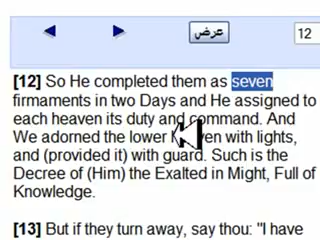 عرض
12
[12] So He completed them as seven
firmaments in two Days and He assigned to
each heaven its duty and command. And
We adorned the lower with lights,
and (provided it) with guard. Such is the
Decree of (Him) the Exalted in Might, Full of
Knowledge.
[13] But if they turn away, say thou: "I have